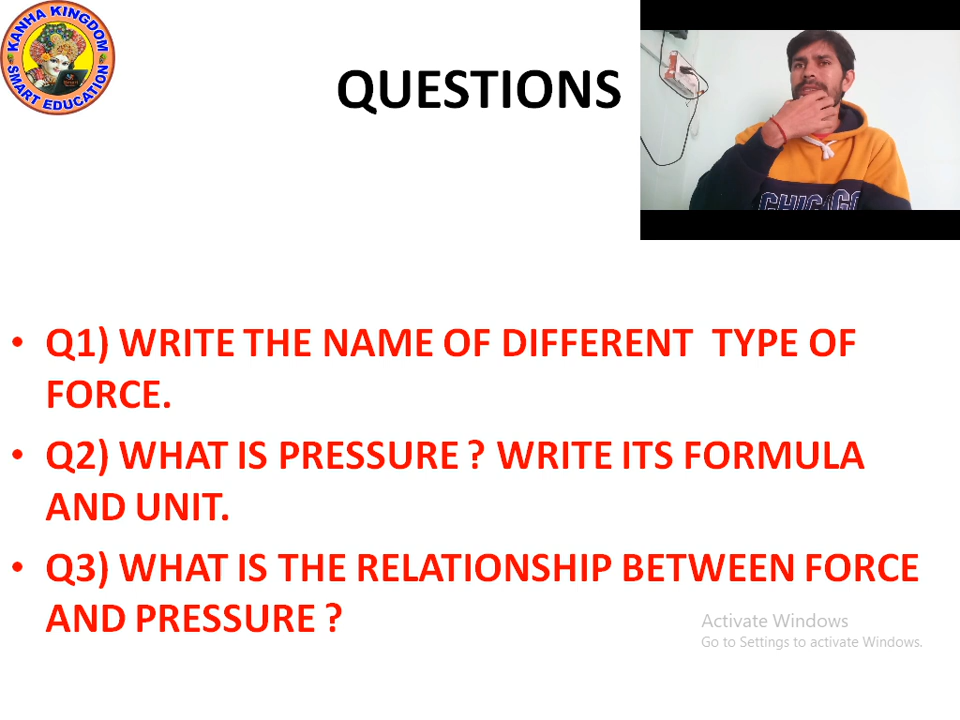 KANHA KINGDOM
SMART EDUCATION
QUESTIONS
CHICAGO
• Q1) WRITE THE NAME OF DIFFERENT TYPE OF
FORCE.
• Q2) WHAT IS PRESSURE ? WRITE ITS FORMULA
AND UNIT.
• Q3) WHAT IS THE RELATIONSHIP BETWEEN FORCE
AND PRESSURE ?
Activate Windows
Go to Settings to activate Windows.